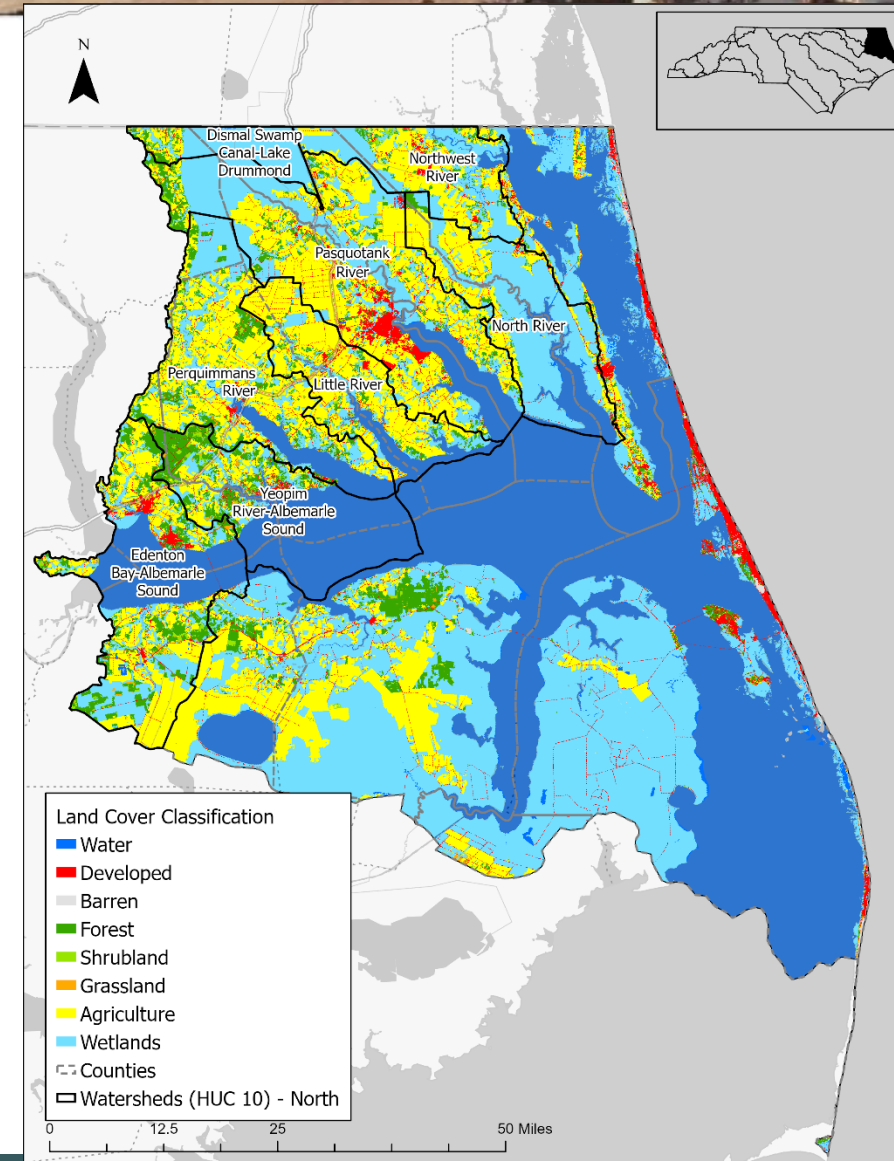 N
Dismal Swamp
Canal-Lake
Drummond
Northwest
River
Pasquotank
River
North River
Perquimmans
River
Little River
Yeopim
River-Albemarle
Sound
Edenton
Bay-Albemarle
Sound
Land Cover Classification
Water
Developed
Barren
Forest
Shrubland
Grassland
Agriculture
Wetlands
Counties
Watersheds (HUC 10) - North
0 12.5 25 50 Miles